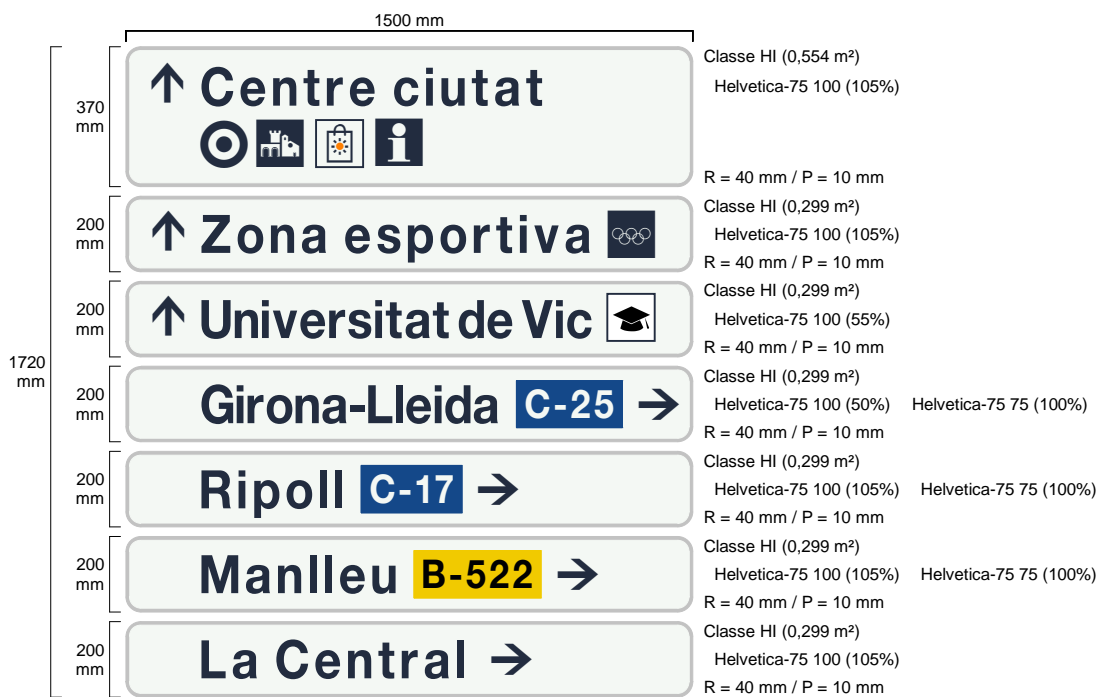 1500 mm
Classe HI (0,554 m²)
Centre ciutat
Helvetica-75 100 (105%)
370
mm
i
R = 40 mm / P = 10 mm
Classe HI (0,299 m²)
200
mm
Zona esportiva
Helvetica-75 100 (105%)
R = 40 mm / P = 10 mm
Classe HI (0,299 m²)
200
mm
Universitat de Vic
Helvetica-75 100 (55%)
R = 40 mm / P = 10 mm
1720
mm
Classe HI (0,299 m²)
200
mm
Girona-Lleida C-25
Helvetica-75 100 (50%) Helvetica-75 75 (100%)
R = 40 mm / P = 10 mm
Classe HI (0,299 m²)
200
mm
Ripoll C-17
Helvetica-75 100 (105%) Helvetica-75 75 (100%)
R = 40 mm / P = 10 mm
Classe HI (0,299 m²)
200
mm
Manlleu B-522
Helvetica-75 100 (105%) Helvetica-75 75 (100%)
R = 40 mm / P = 10 mm
Classe HI (0,299 m²)
200
mm
La Central
Helvetica-75 100 (105%)
R = 40 mm / P = 10 mm